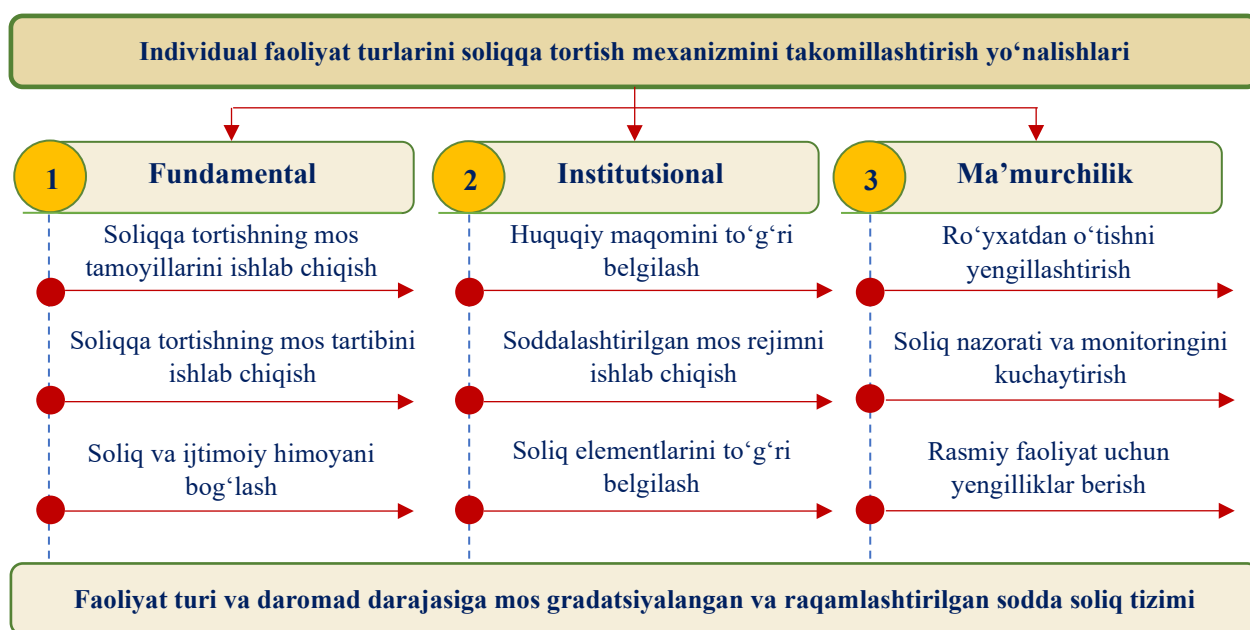 Individual faoliyat turlarini soliqqa tortish mexanizmini takomillashtirish yo‘nalishlari
1
Fundamental
Soliqqa tortishning mos
tamoyillarini ishlab chiqish
Soliqqa tortishning mos tartibini
ishlab chiqish
Soliq va ijtimoiy himoyani
bog‘lash
2
Institutsional
Huquqiy maqomini to‘g‘ri
belgilash
Soddalashtirilgan mos rejimni
ishlab chiqish
Soliq elementlarini to‘g‘ri
belgilash
3
Ma’murchilik
Ro‘yxatdan o‘tishni
yengillashtirish
Soliq nazorati va monitoringini
kuchaytirish
Rasmiy faoliyat uchun
yengilliklar berish
Faoliyat turi va daromad darajasiga mos gradatsiyalangan va raqamlashtirilgan sodda soliq tizimi